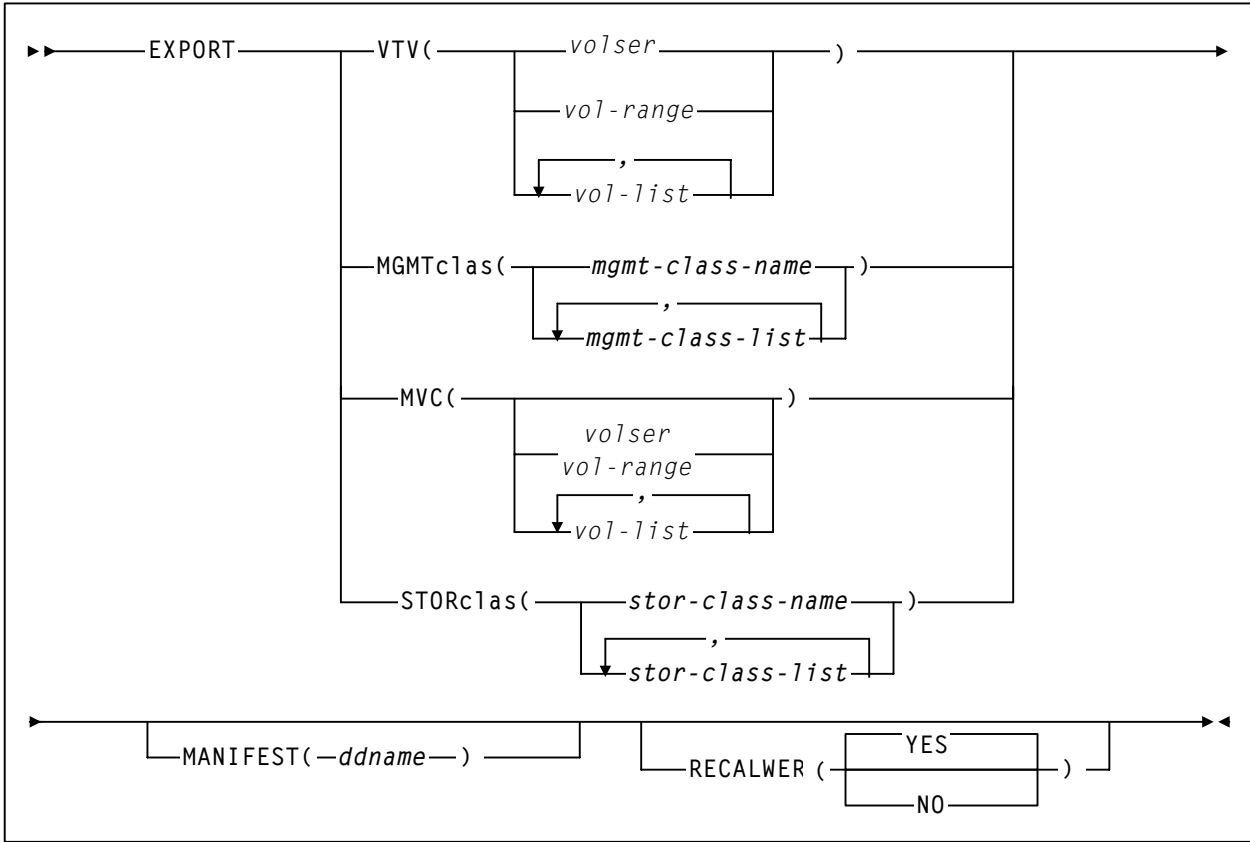 EXPORT VTV( volser )
vol-range
,
vol-list
MGMTclas( mgmt-class-name )
,
mgmt-class-list
MVC( )
volser
vol-range
,
vol-list
STORclas( stor-class-name )
,
stor-class-list
MANIFEST( ddname )
YES
RECALWER ( )
NO